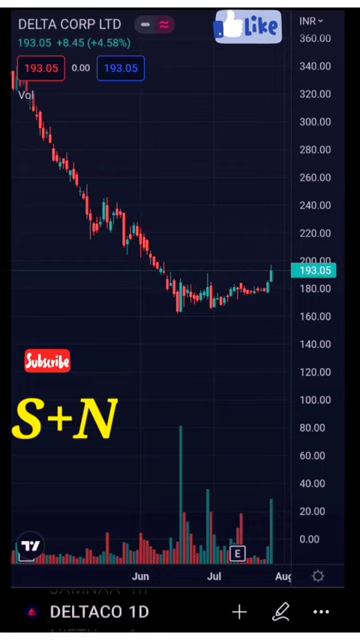 DELTA CORP LTD
193.05 +8.45 (+4.58%)
193.05 0.00 193.05
Vol
Like
INR
360.00
340.00
320.00
300.00
280.00
260.00
240.00
220.00
200.00
193.05
180.00
160.00
140.00
120.00
100.00
80.00
60.00
40.00
20.00
0.00
Subscribe
S+N
E
Jun Jul Aug
DELTACO 1D